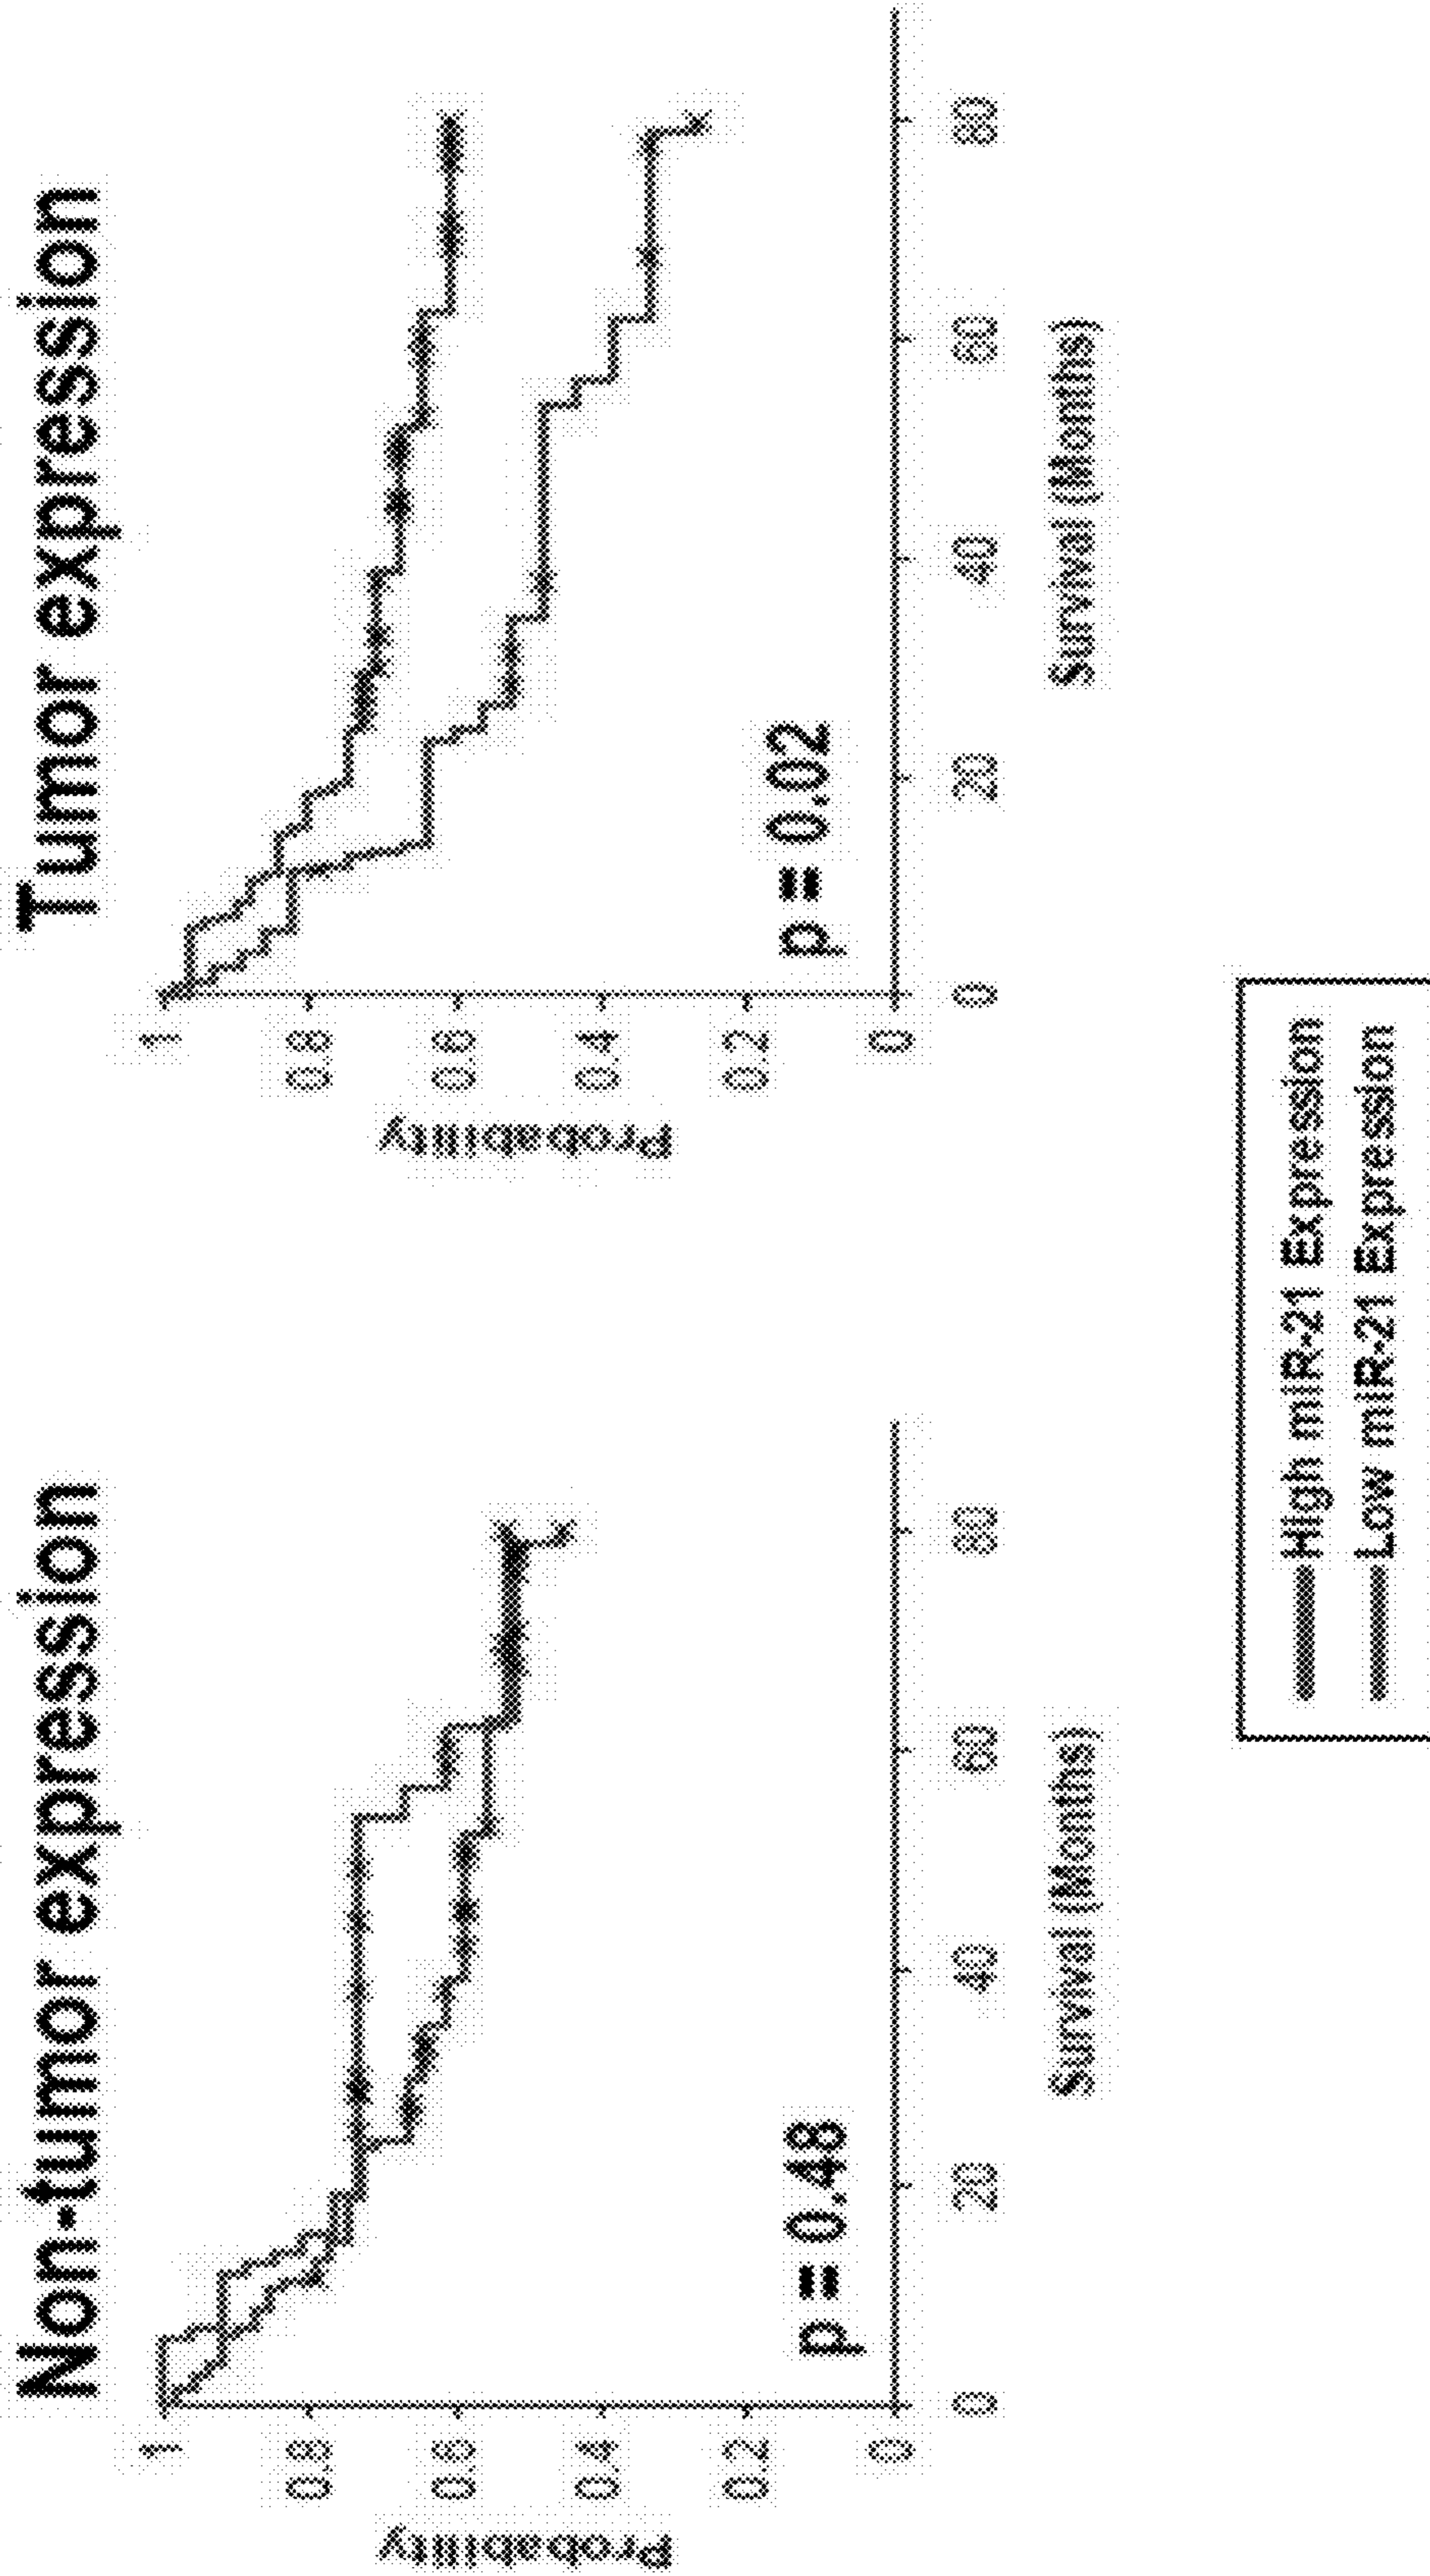 Non-tumor expression
Probability
1
0.8
0.6
0.4
0.2
0
p = 0.48
0 20 40 60 80
Survival (Months)
Tumor expression
Probability
1
0.8
0.6
0.4
0.2
0
p = 0.02
0 20 40 60 80
Survival (Months)
High miR-21 Expression
Low miR-21 Expression